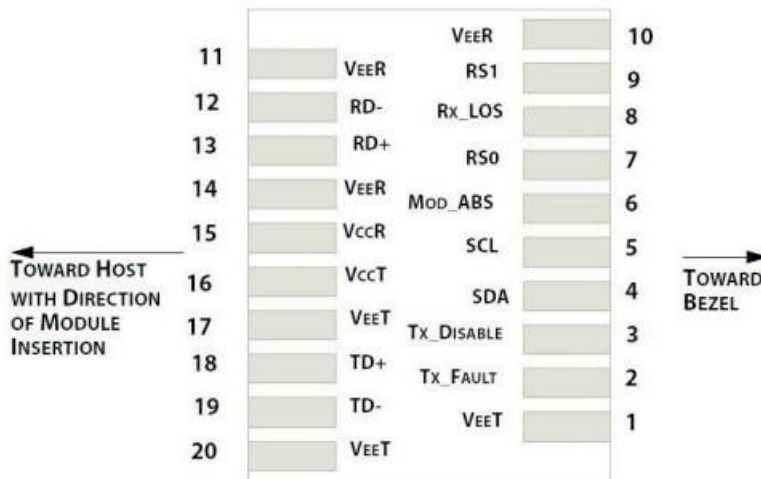 VEER 10
11 VEER
RS1 9
12 RD-
Rx_LOS 8
13 RD+
RS0 7
14 VEER
MOD_ABS 6
15 VCCR
SCL 5
TOWARD HOST
WITH DIRECTION
OF MODULE
INSERTION
TOWARD
BEZEL
16 VCCT
SDA 4
17 VEET
TX_DISABLE 3
18 TD+
TX_FAULT 2
19 TD-
VEET 1
20 VEET